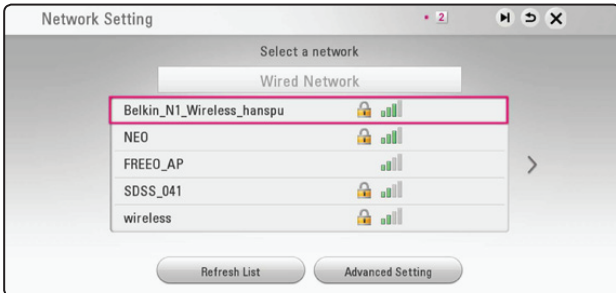 Network Setting
2
Select a network
Wired Network
Belkin_N1_Wireless_hanspu
NEO
FREEO_AP
SDSS_041
wireless
Refresh List
Advanced Setting